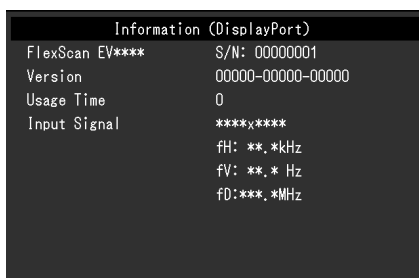 Information (DisplayPort)
FlexScan EV**** S/N: 00000001
Version 00000-00000-00000
Usage Time 0
Input Signal ****x****
fH: **.*kHz
fV: **.* Hz
fD:***.*MHz